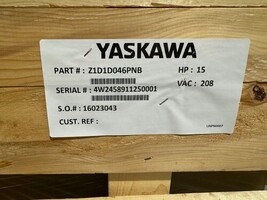 YASKAWA
PART # : Z1D1D046PNB HP : 15
SERIAL # : 4W2458911250001 VAC : 208
S.O.# : 16023043
CUST. REF :